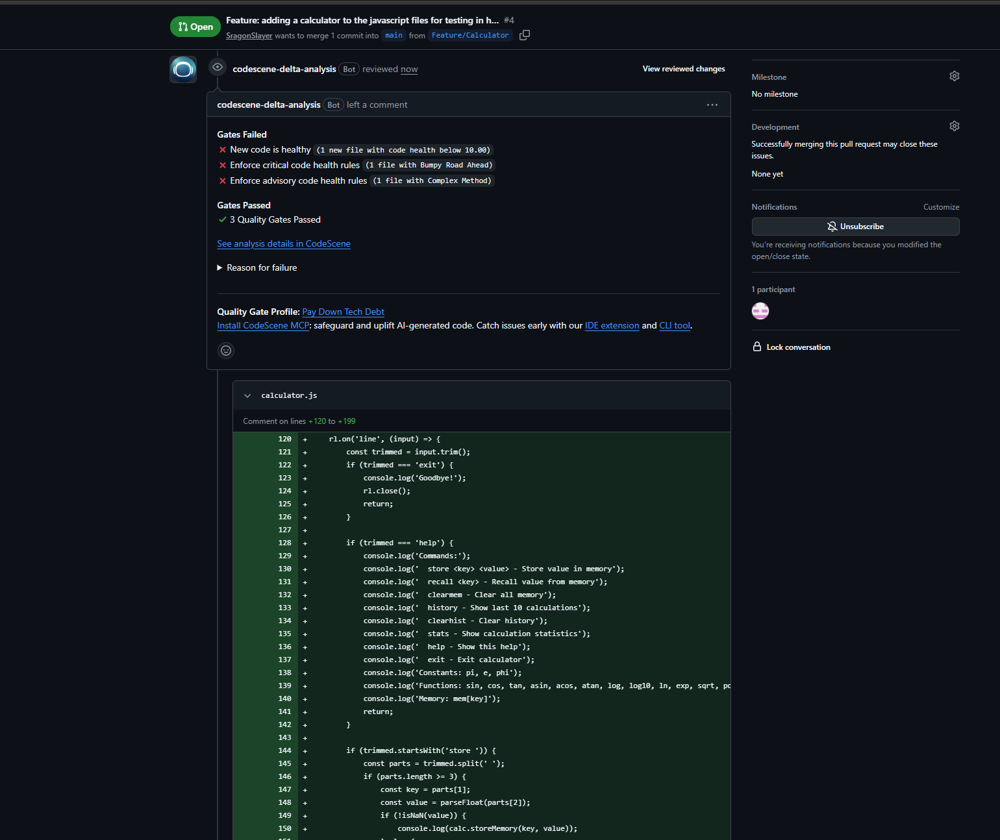 Open
Feature: adding a calculator to the javascript files for testing in h... #4
SragonSlayer wants to merge 1 commit into main from Feature/Calculator
codescene-delta-analysis Bot reviewed now
View reviewed changes
codescene-delta-analysis Bot left a comment
Gates Failed
New code is healthy (1 new file with code health below 10.00)
Enforce critical code health rules (1 file with Bumpy Road Ahead)
Enforce advisory code health rules (1 file with Complex Method)
Gates Passed
3 Quality Gates Passed
See analysis details in CodeScene
Reason for failure
Quality Gate Profile: Pay Down Tech Debt
Install CodeScene MCP: safeguard and uplift AI-generated code. Catch issues early with our IDE extension and CLI tool.
calculator.js
Comment on lines +120 to +199
120 + rl.on('line', (input) => {
121 + const trimmed = input.trim();
122 + if (trimmed === 'exit') {
123 + console.log('Goodbye!');
124 + rl.close();
125 + return;
126 + }
127 +
128 + if (trimmed === 'help') {
129 + console.log('Commands:');
130 + console.log('  store <key> <value> - Store value in memory');
131 + console.log('  recall <key> - Recall value from memory');
132 + console.log('  clearmem - Clear all memory');
133 + console.log('  history - Show last 10 calculations');
134 + console.log('  clearhist - Clear history');
135 + console.log('  stats - Show calculation statistics');
136 + console.log('  help - Show this help');
137 + console.log('  exit - Exit calculator');
138 + console.log('Constants: pi, e, phi');
139 + console.log('Functions: sin, cos, tan, asin, acos, atan, log, log10, ln, exp, sqrt, po
140 + console.log('Memory: mem[key]');
141 + return;
142 + }
143 +
144 + if (trimmed.startsWith('store ')) {
145 + const parts = trimmed.split(' ');
146 + if (parts.length >= 3) {
147 + const key = parts[1];
148 + const value = parseFloat(parts[2]);
149 + if (!isNaN(value)) {
150 + console.log(calc.storeMemory(key, value));
Milestone
No milestone
Development
Successfully merging this pull request may close these
issues.
None yet
Notifications
Customize
Unsubscribe
You're receiving notifications because you modified the
open/close state.
1 participant
Lock conversation